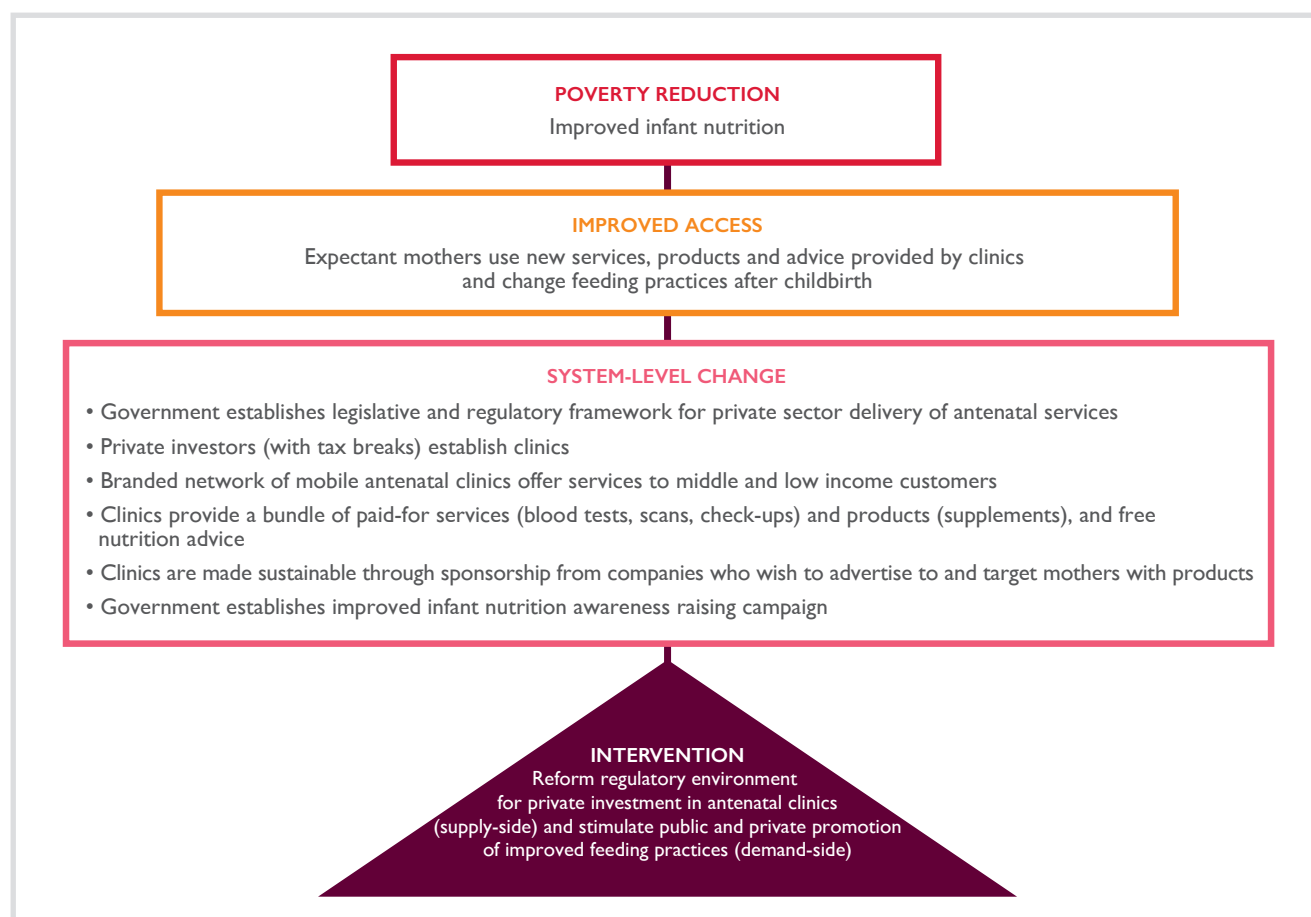 POVERTY REDUCTION
Improved infant nutrition
IMPROVED ACCESS
Expectant mothers use new services, products and advice provided by clinics
and change feeding practices after childbirth
SYSTEM-LEVEL CHANGE
• Government establishes legislative and regulatory framework for private sector delivery of antenatal services
• Private investors (with tax breaks) establish clinics
• Branded network of mobile antenatal clinics offer services to middle and low income customers
• Clinics provide a bundle of paid-for services (blood tests, scans, check-ups) and products (supplements), and free
nutrition advice
• Clinics are made sustainable through sponsorship from companies who wish to advertise to and target mothers with products
• Government establishes improved infant nutrition awareness raising campaign
INTERVENTION
Reform regulatory environment
for private investment in antenatal clinics
(supply-side) and stimulate public and private promotion
of improved feeding practices (demand-side)